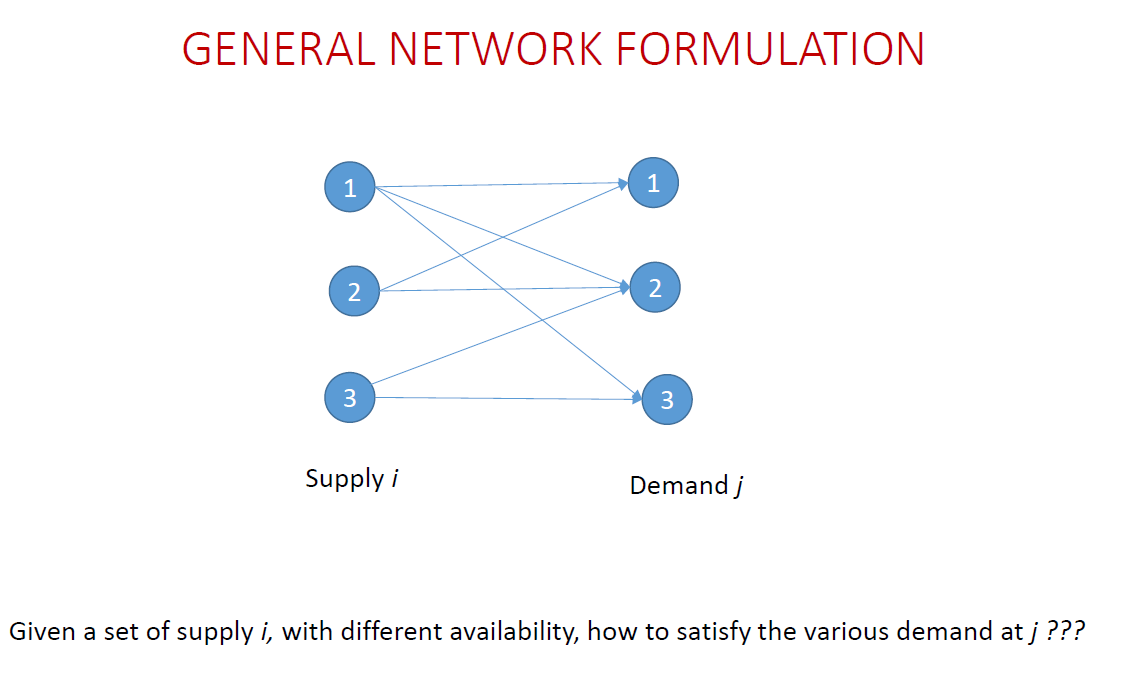 GENERAL NETWORK FORMULATION
1 1
2 2
3 3
Supply i
Demand j
Given a set of supply i, with different availability, how to satisfy the various demand at j ???